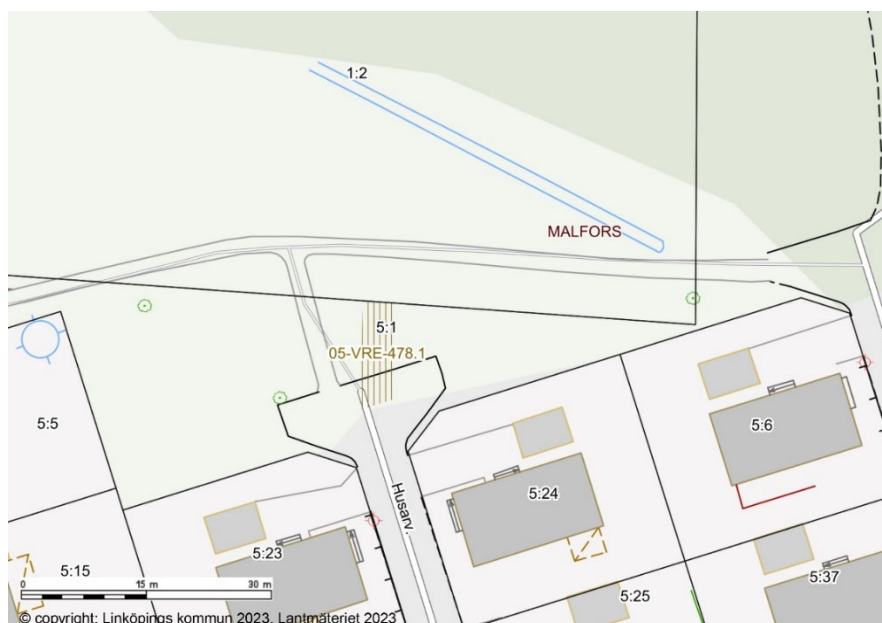 1:2
MALFORS
5:1
05-VRE-478.1
5:5
5:6
5:24
Husarv.
5:23
5:15
5:37
5:25
0 15 m 30 m
© copyright: Linköpings kommun 2023, Lantmäteriet 2023